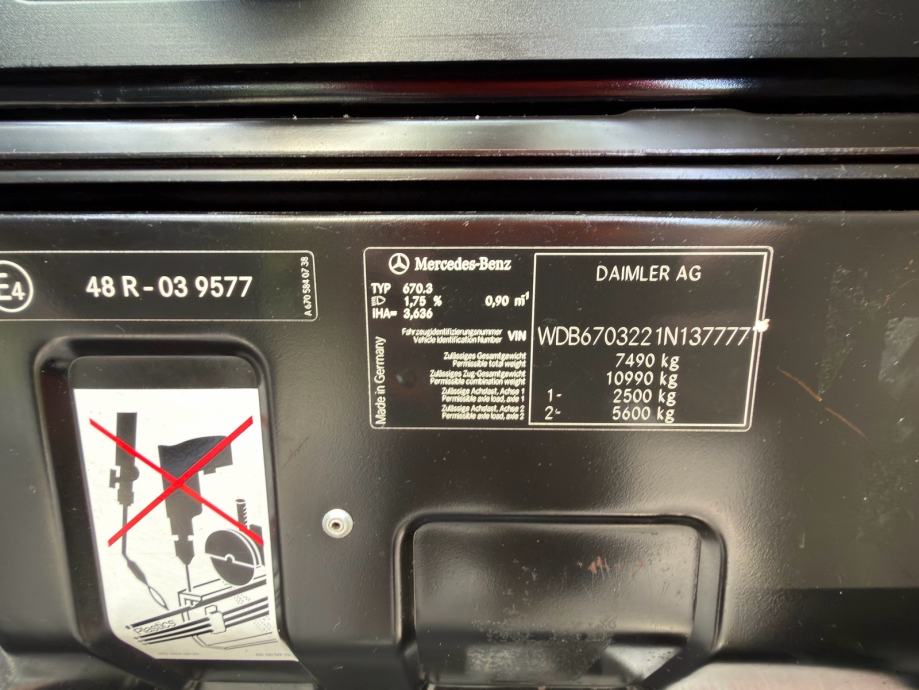 E4
48 R - 03 9577
A 670 584 07 38
Mercedes-Benz
TYP 670.3
1,75 % 0,90 m³
IHA= 3,636
Made in Germany
Fahrzeugidentifizierungsnummer
Vehicle Identification Number VIN
Zulässiges Gesamtgewicht
Permissible total weight
Zulässiges Zug-Gesamtgewicht
Permissible combination weight
Zulässige Achslast, Achse 1
Permissible axle load, axle 1
Zulässige Achslast, Achse 2
Permissible axle load, axle 2
DAIMLER AG
WDB6703221N137777
7490 kg
10990 kg
1- 2500 kg
2- 5600 kg
Plastics